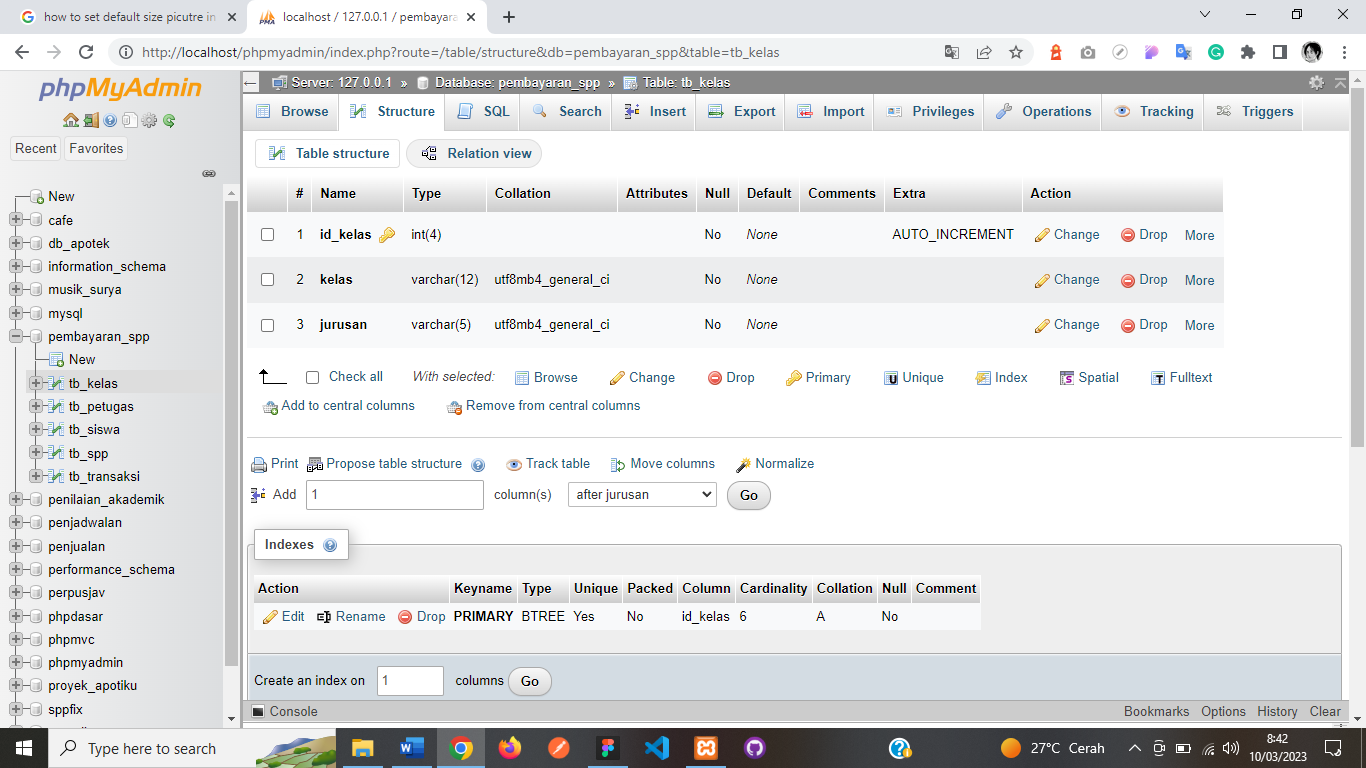 how to set default size picutre in
localhost / 127.0.0.1 / pembayara
http://localhost/phpmyadmin/index.php?route=/table/structure&db=pembayaran_spp&table=tb_kelas
phpMyAdmin
Recent Favorites
New
cafe
db_apotek
information_schema
musik_surya
mysql
pembayaran_spp
New
tb_kelas
tb_petugas
tb_siswa
tb_spp
tb_transaksi
penilaian_akademik
penjadwalan
penjualan
performance_schema
perpusjav
phpdasar
phpmvc
phpmyadmin
proyek_apotiku
sppfix
Server: 127.0.0.1 » Database: pembayaran_spp » Table: tb_kelas
Browse Structure SQL Search Insert Export Import Privileges Operations Tracking Triggers
Table structure Relation view
# Name Type Collation Attributes Null Default Comments Extra Action
1 id_kelas int(4) No None AUTO_INCREMENT Change Drop More
2 kelas varchar(12) utf8mb4_general_ci No None Change Drop More
3 jurusan varchar(5) utf8mb4_general_ci No None Change Drop More
Check all With selected: Browse Change Drop Primary Unique Index Spatial Fulltext
Add to central columns Remove from central columns
Print Propose table structure Track table Move columns Normalize
Add 1 column(s) after jurusan Go
Indexes
Action Keyname Type Unique Packed Column Cardinality Collation Null Comment
Edit Rename Drop PRIMARY BTREE Yes No id_kelas 6 A No
Create an index on 1 columns Go
Console Bookmarks Options History Clear
Type here to search 27°C Cerah 8:42
10/03/2023